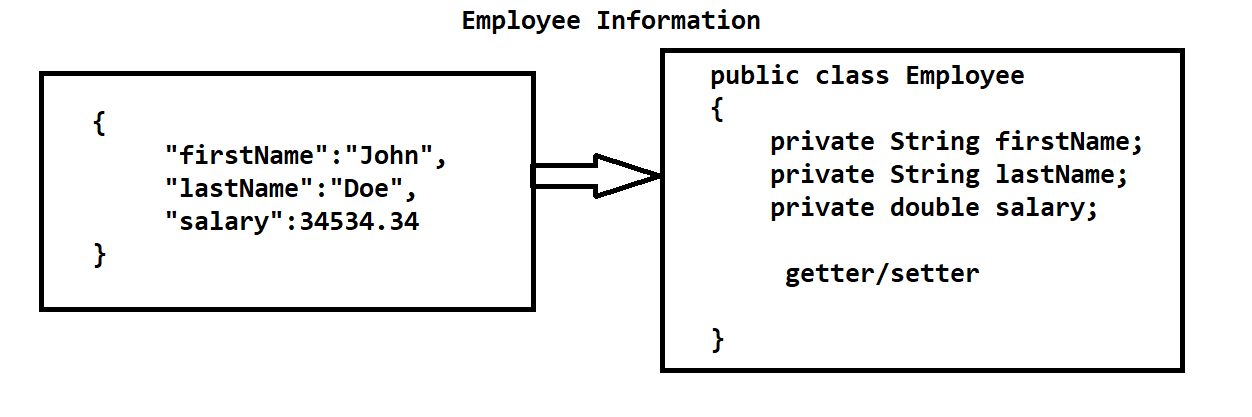 Employee Information
{
"firstName":"John",
"lastName":"Doe",
"salary":34534.34
}
public class Employee
{
private String firstName;
private String lastName;
private double salary;
getter/setter
}